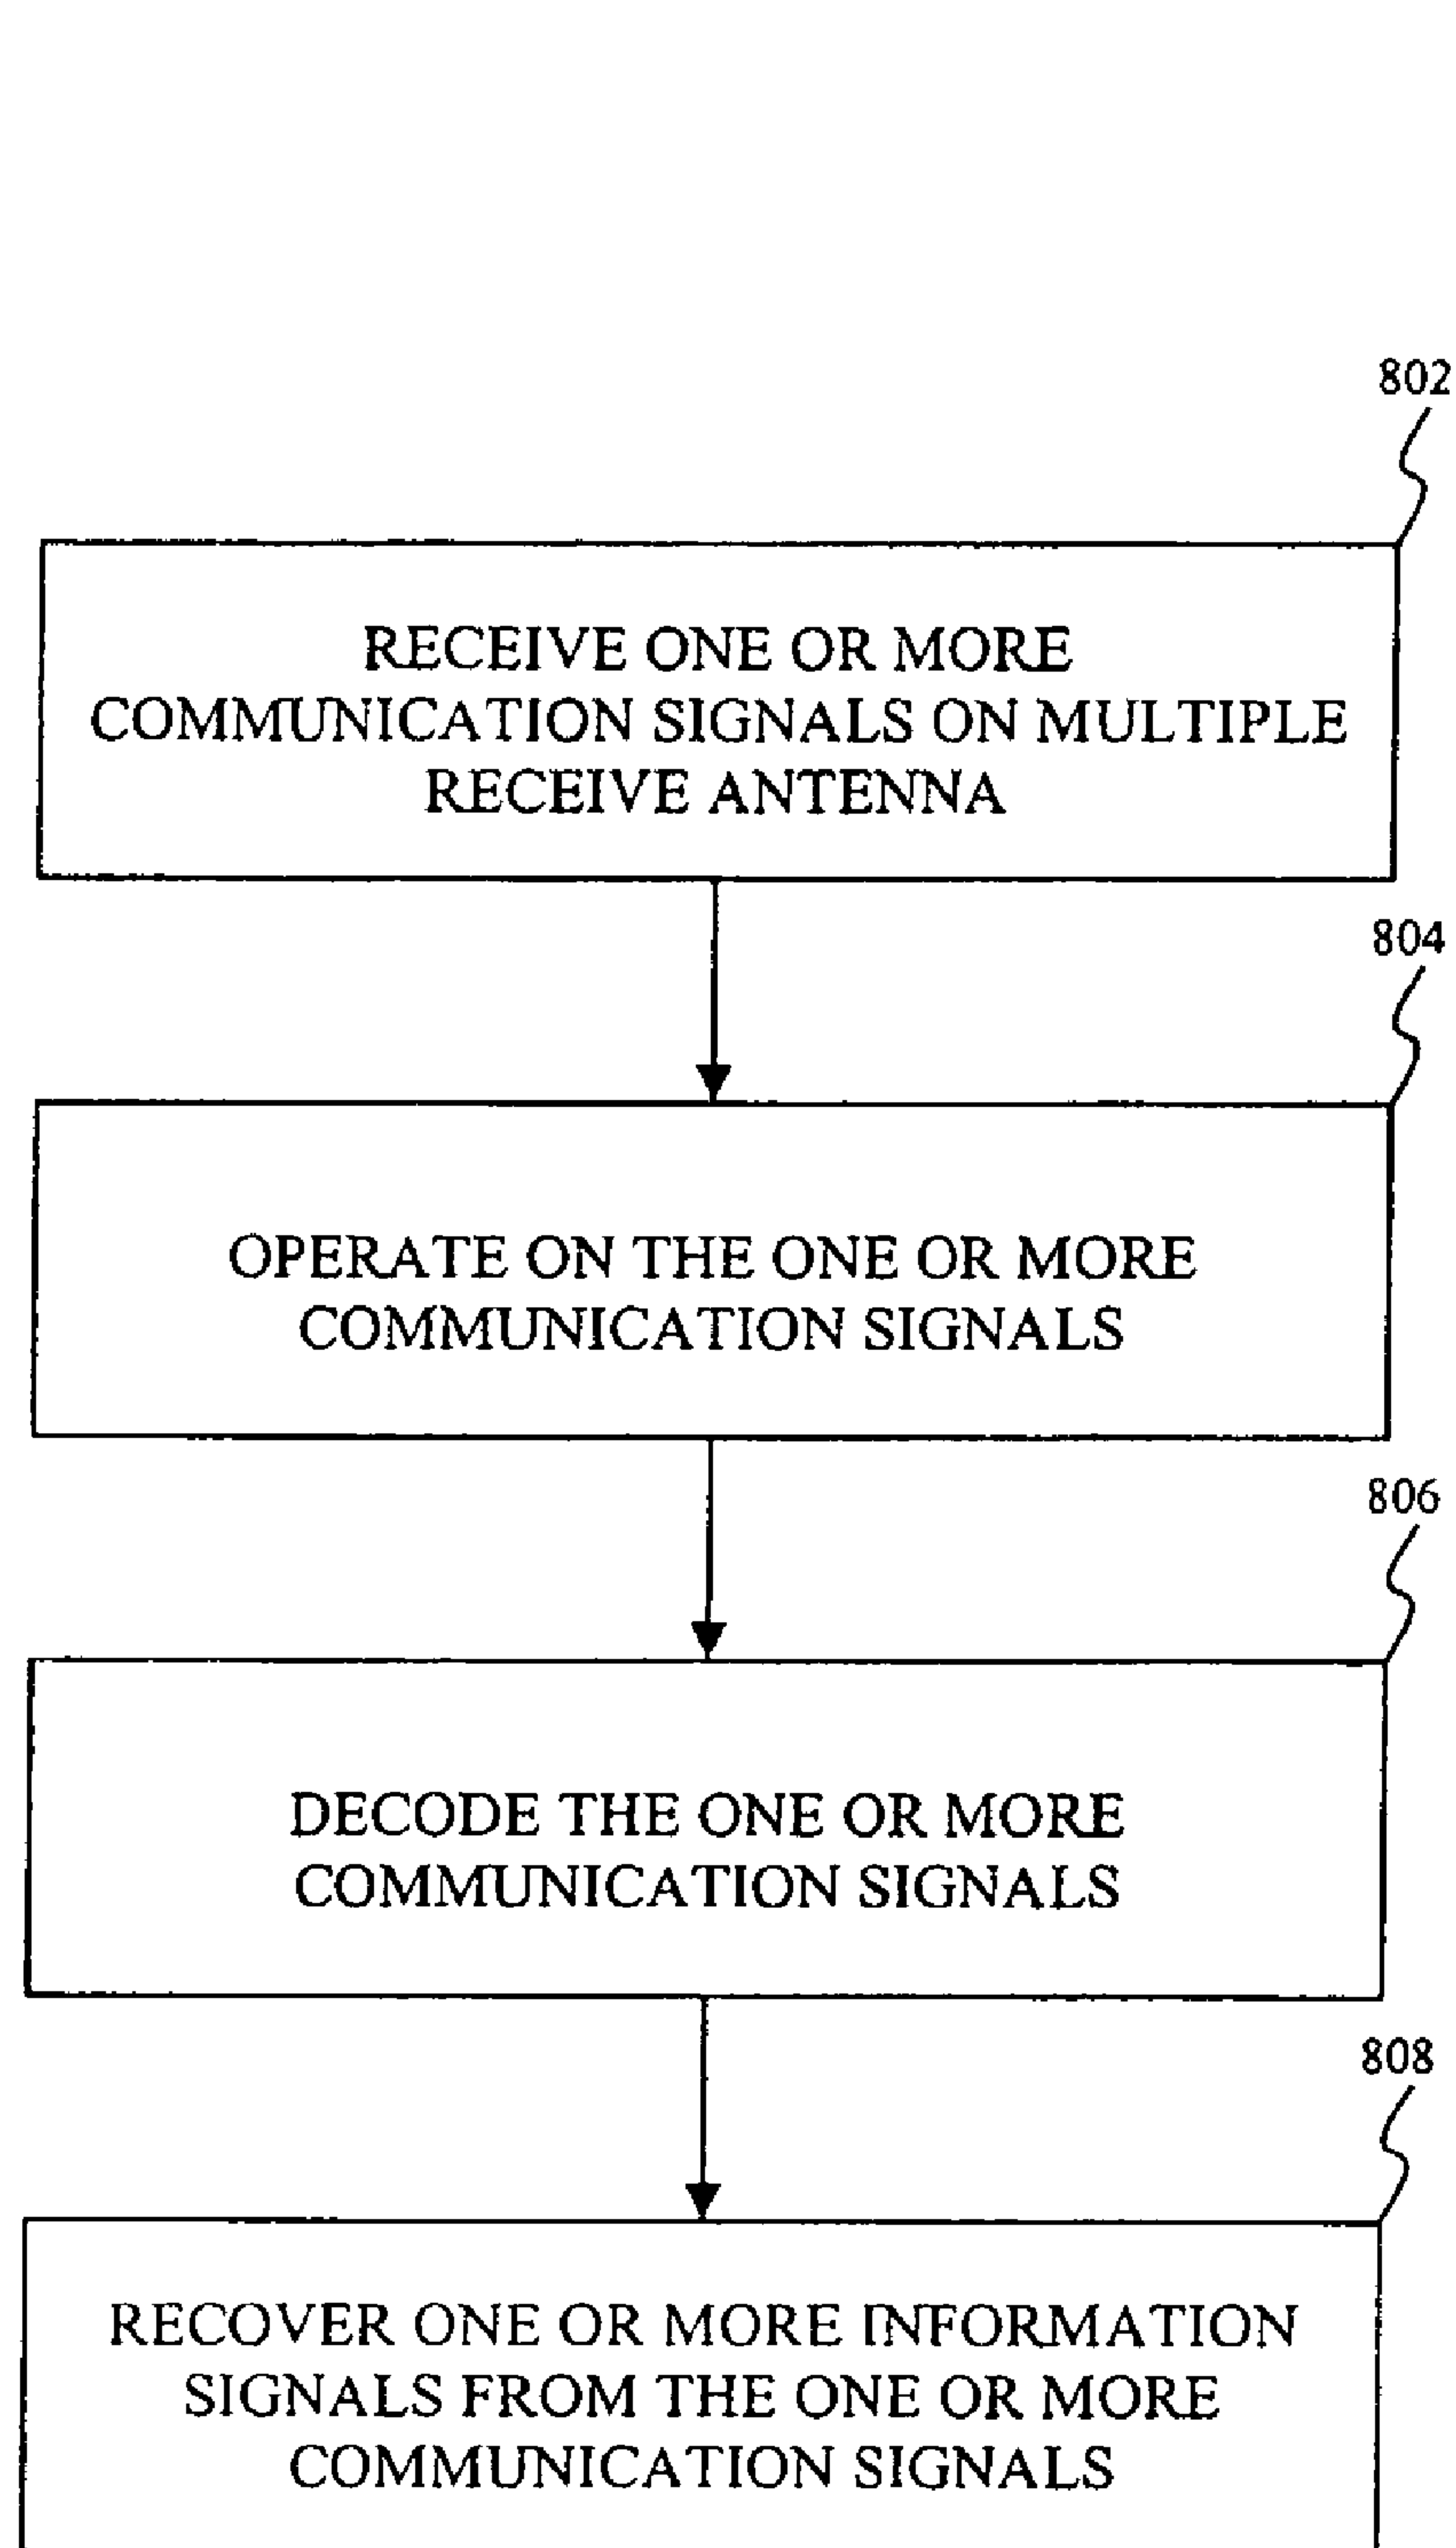 802
RECEIVE ONE OR MORE
COMMUNICATION SIGNALS ON MULTIPLE
RECEIVE ANTENNA
804
OPERATE ON THE ONE OR MORE
COMMUNICATION SIGNALS
806
DECODE THE ONE OR MORE
COMMUNICATION SIGNALS
808
RECOVER ONE OR MORE INFORMATION
SIGNALS FROM THE ONE OR MORE
COMMUNICATION SIGNALS